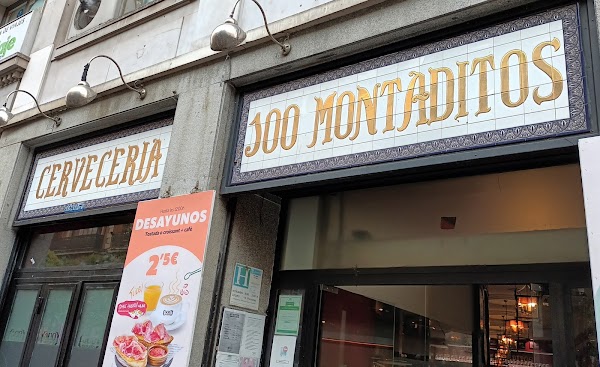 CERVECERIA
100 MONTADITOS
DESAYUNOS
Tostada o croissant + café
2'5€
H